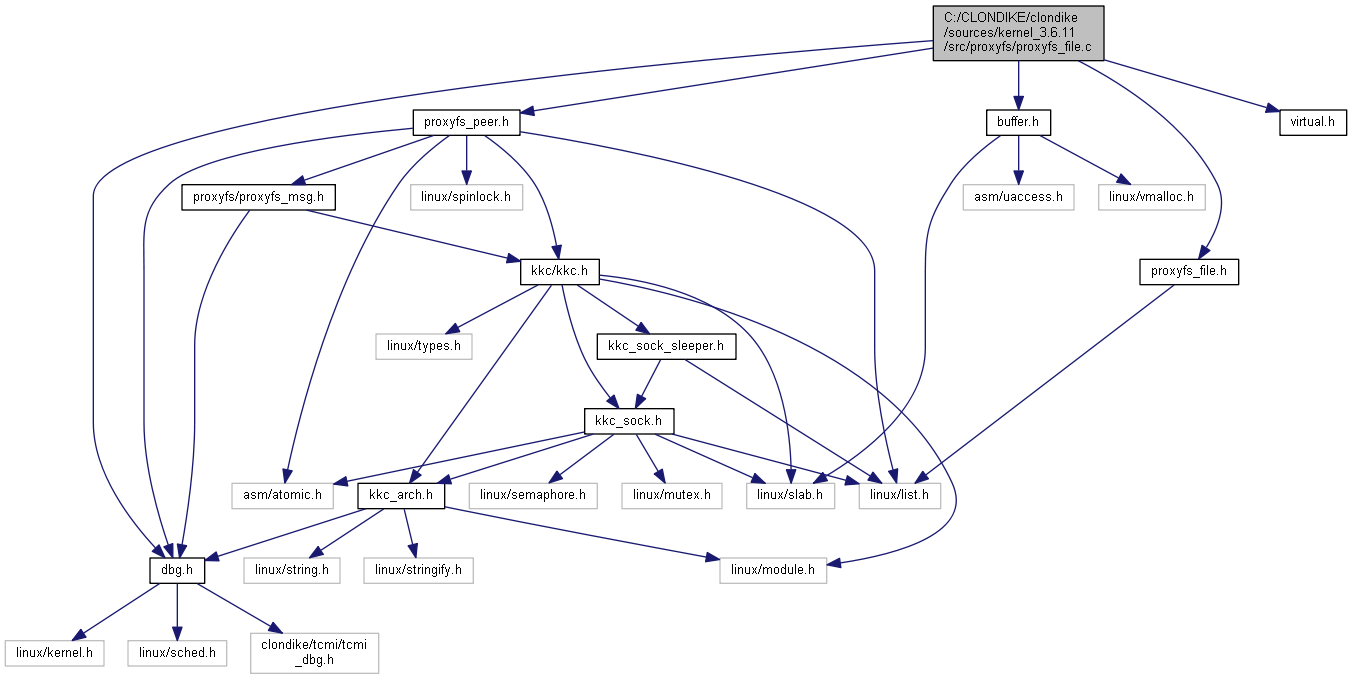 C:/CLONDIKE/clondike
/sources/kernel_3.6.11
/src/proxyfs/proxyfs_file.c
proxyfs_peer.h
buffer.h
virtual.h
proxyfs/proxyfs_msg.h
linux/spinlock.h
asm/uaccess.h
linux/vmalloc.h
kkc/kkc.h
proxyfs_file.h
linux/types.h
kkc_sock_sleeper.h
kkc_sock.h
asm/atomic.h
kkc_arch.h
linux/semaphore.h
linux/mutex.h
linux/slab.h
linux/list.h
dbg.h
linux/string.h
linux/stringify.h
linux/module.h
linux/kernel.h
linux/sched.h
clondike/tcmi/tcmi
_dbg.h